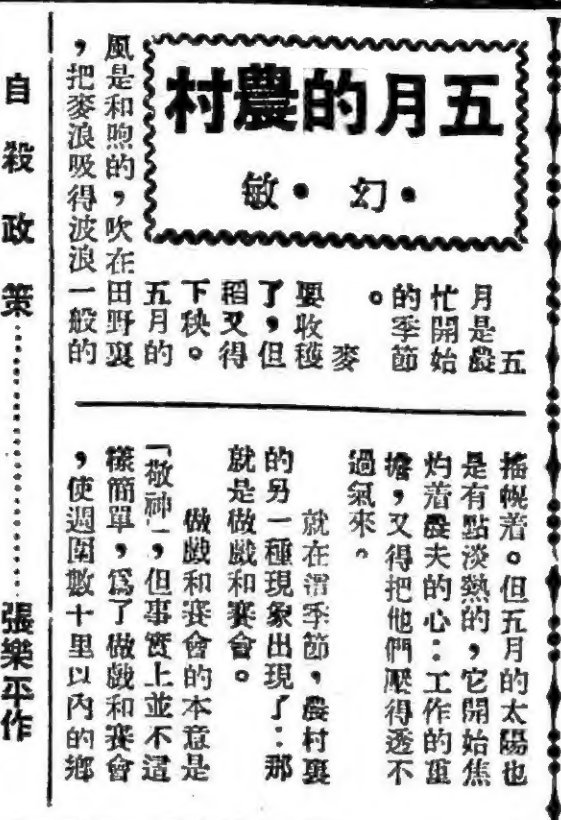 五月的農村
·幻·敏
五
月是農
忙開始
的季節
。
麥
要收穫
了，但
稻又得
下秧。
五月的
風是和煦的，吹在田野裏
，把麥浪吸得波浪一般的
搖幌着。但五月的太陽也
是有點淡熱的，它開始焦
灼着農夫的心：工作的重
擔，又得把他們壓得透不
過氣來。
就在這季節，農村裏
的另一種現象出現了：那
就是做戲和賽會。
做戲和賽會的本意是
「敬神」，但事實上並不這
樣簡單，爲了做戲和賽會
，使週圍數十里以內的鄉
自殺政策⋯⋯⋯⋯張樂平作